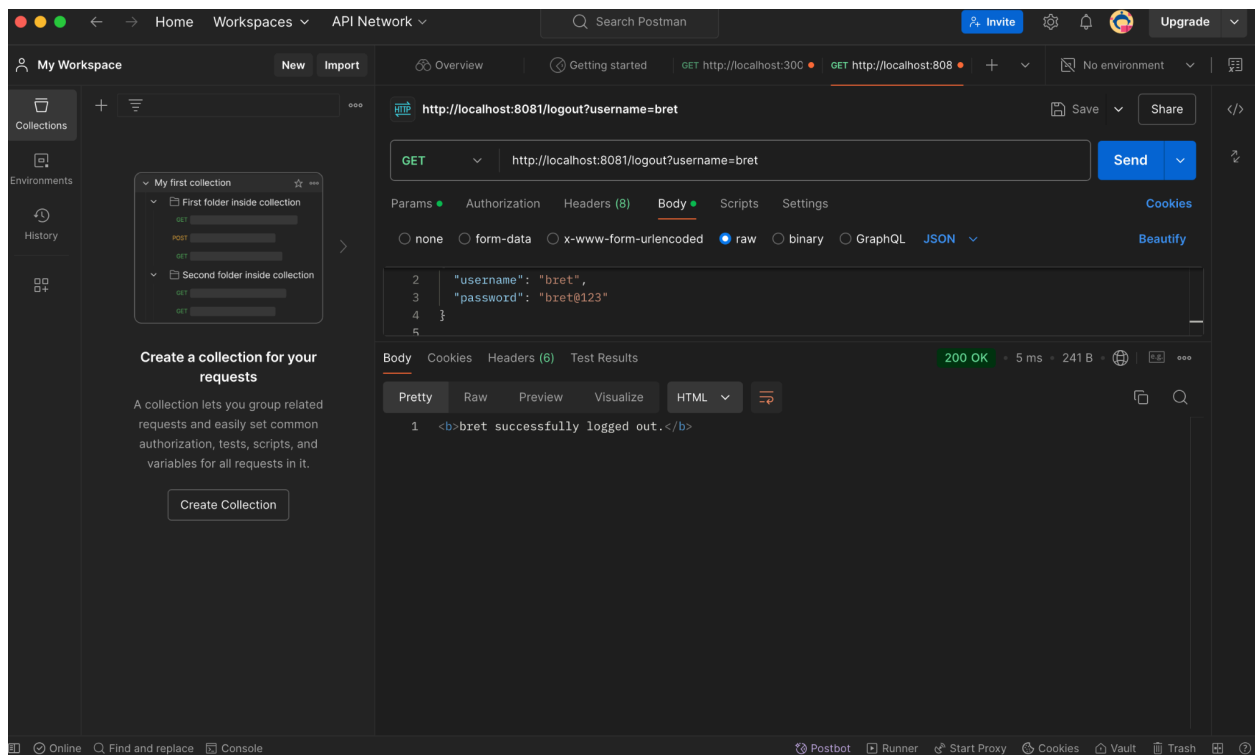 Home Workspaces API Network Search Postman Invite Upgrade
My Workspace New Import Overview Getting started GET http://localhost:300 GET http://localhost:808 No environment
Collections
Environments
History
My first collection
First folder inside collection
GET
POST
GET
Second folder inside collection
GET
GET
Create a collection for your
requests
A collection lets you group related
requests and easily set common
authorization, tests, scripts, and
variables for all requests in it.
Create Collection
HTTP http://localhost:8081/logout?username=bret Save Share
GET http://localhost:8081/logout?username=bret Send
Params Authorization Headers (8) Body Scripts Settings Cookies
none form-data x-www-form-urlencoded raw binary GraphQL JSON Beautify
2 "username": "bret",
3 "password": "bret@123"
4 }
5
Body Cookies Headers (6) Test Results 200 OK 5 ms 241 B e.g.
Pretty Raw Preview Visualize HTML
1 <b>bret successfully logged out.</b>
Online Find and replace Console Postbot Runner Start Proxy Cookies Vault Trash